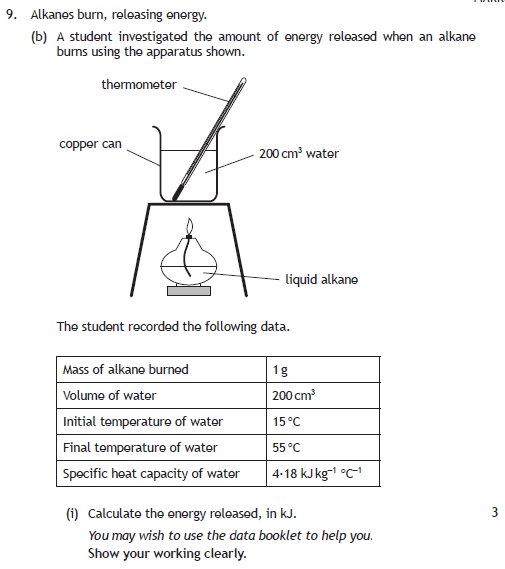 9. Alkanes burn, releasing energy.
(b) A student investigated the amount of energy released when an alkane
burns using the apparatus shown.
thermometer
copper can
200 cm³ water
liquid alkane
The student recorded the following data.
Mass of alkane burned 1 g
Volume of water 200 cm³
Initial temperature of water 15 °C
Final temperature of water 55 °C
Specific heat capacity of water 4·18 kJ kg⁻¹ °C⁻¹
(i) Calculate the energy released, in kJ. 3
You may wish to use the data booklet to help you.
Show your working clearly.